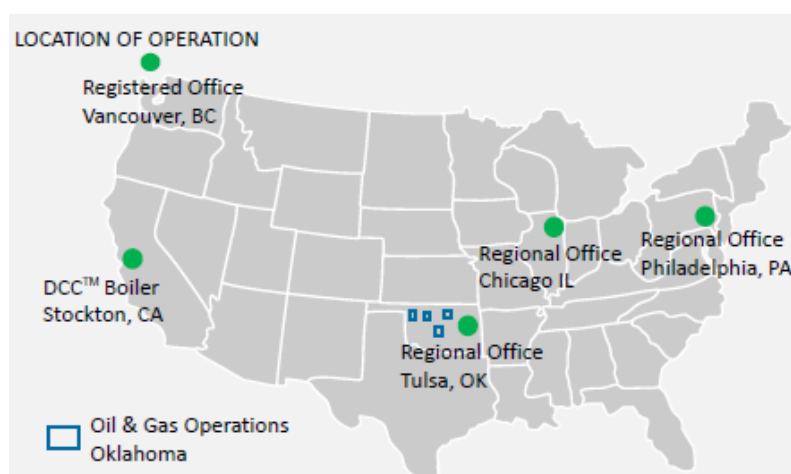 LOCATION OF OPERATION
Registered Office
Vancouver, BC
Regional Office
Chicago IL
Regional Office
Philadelphia, PA
DCC™ Boiler
Stockton, CA
Regional Office
Tulsa, OK
Oil & Gas Operations
Oklahoma